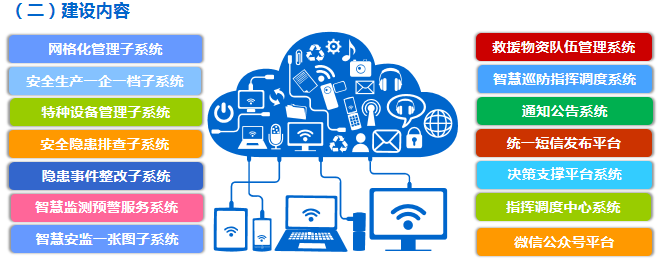 （二）建设内容
网格化管理子系统
安全生产一企一档子系统
特种设备管理子系统
安全隐患排查子系统
隐患事件整改子系统
智慧监测预警服务系统
智慧安监一张图子系统
救援物资队伍管理系统
智慧巡防指挥调度系统
通知公告系统
统一短信发布平台
决策支撑平台系统
指挥调度中心系统
微信公众号平台